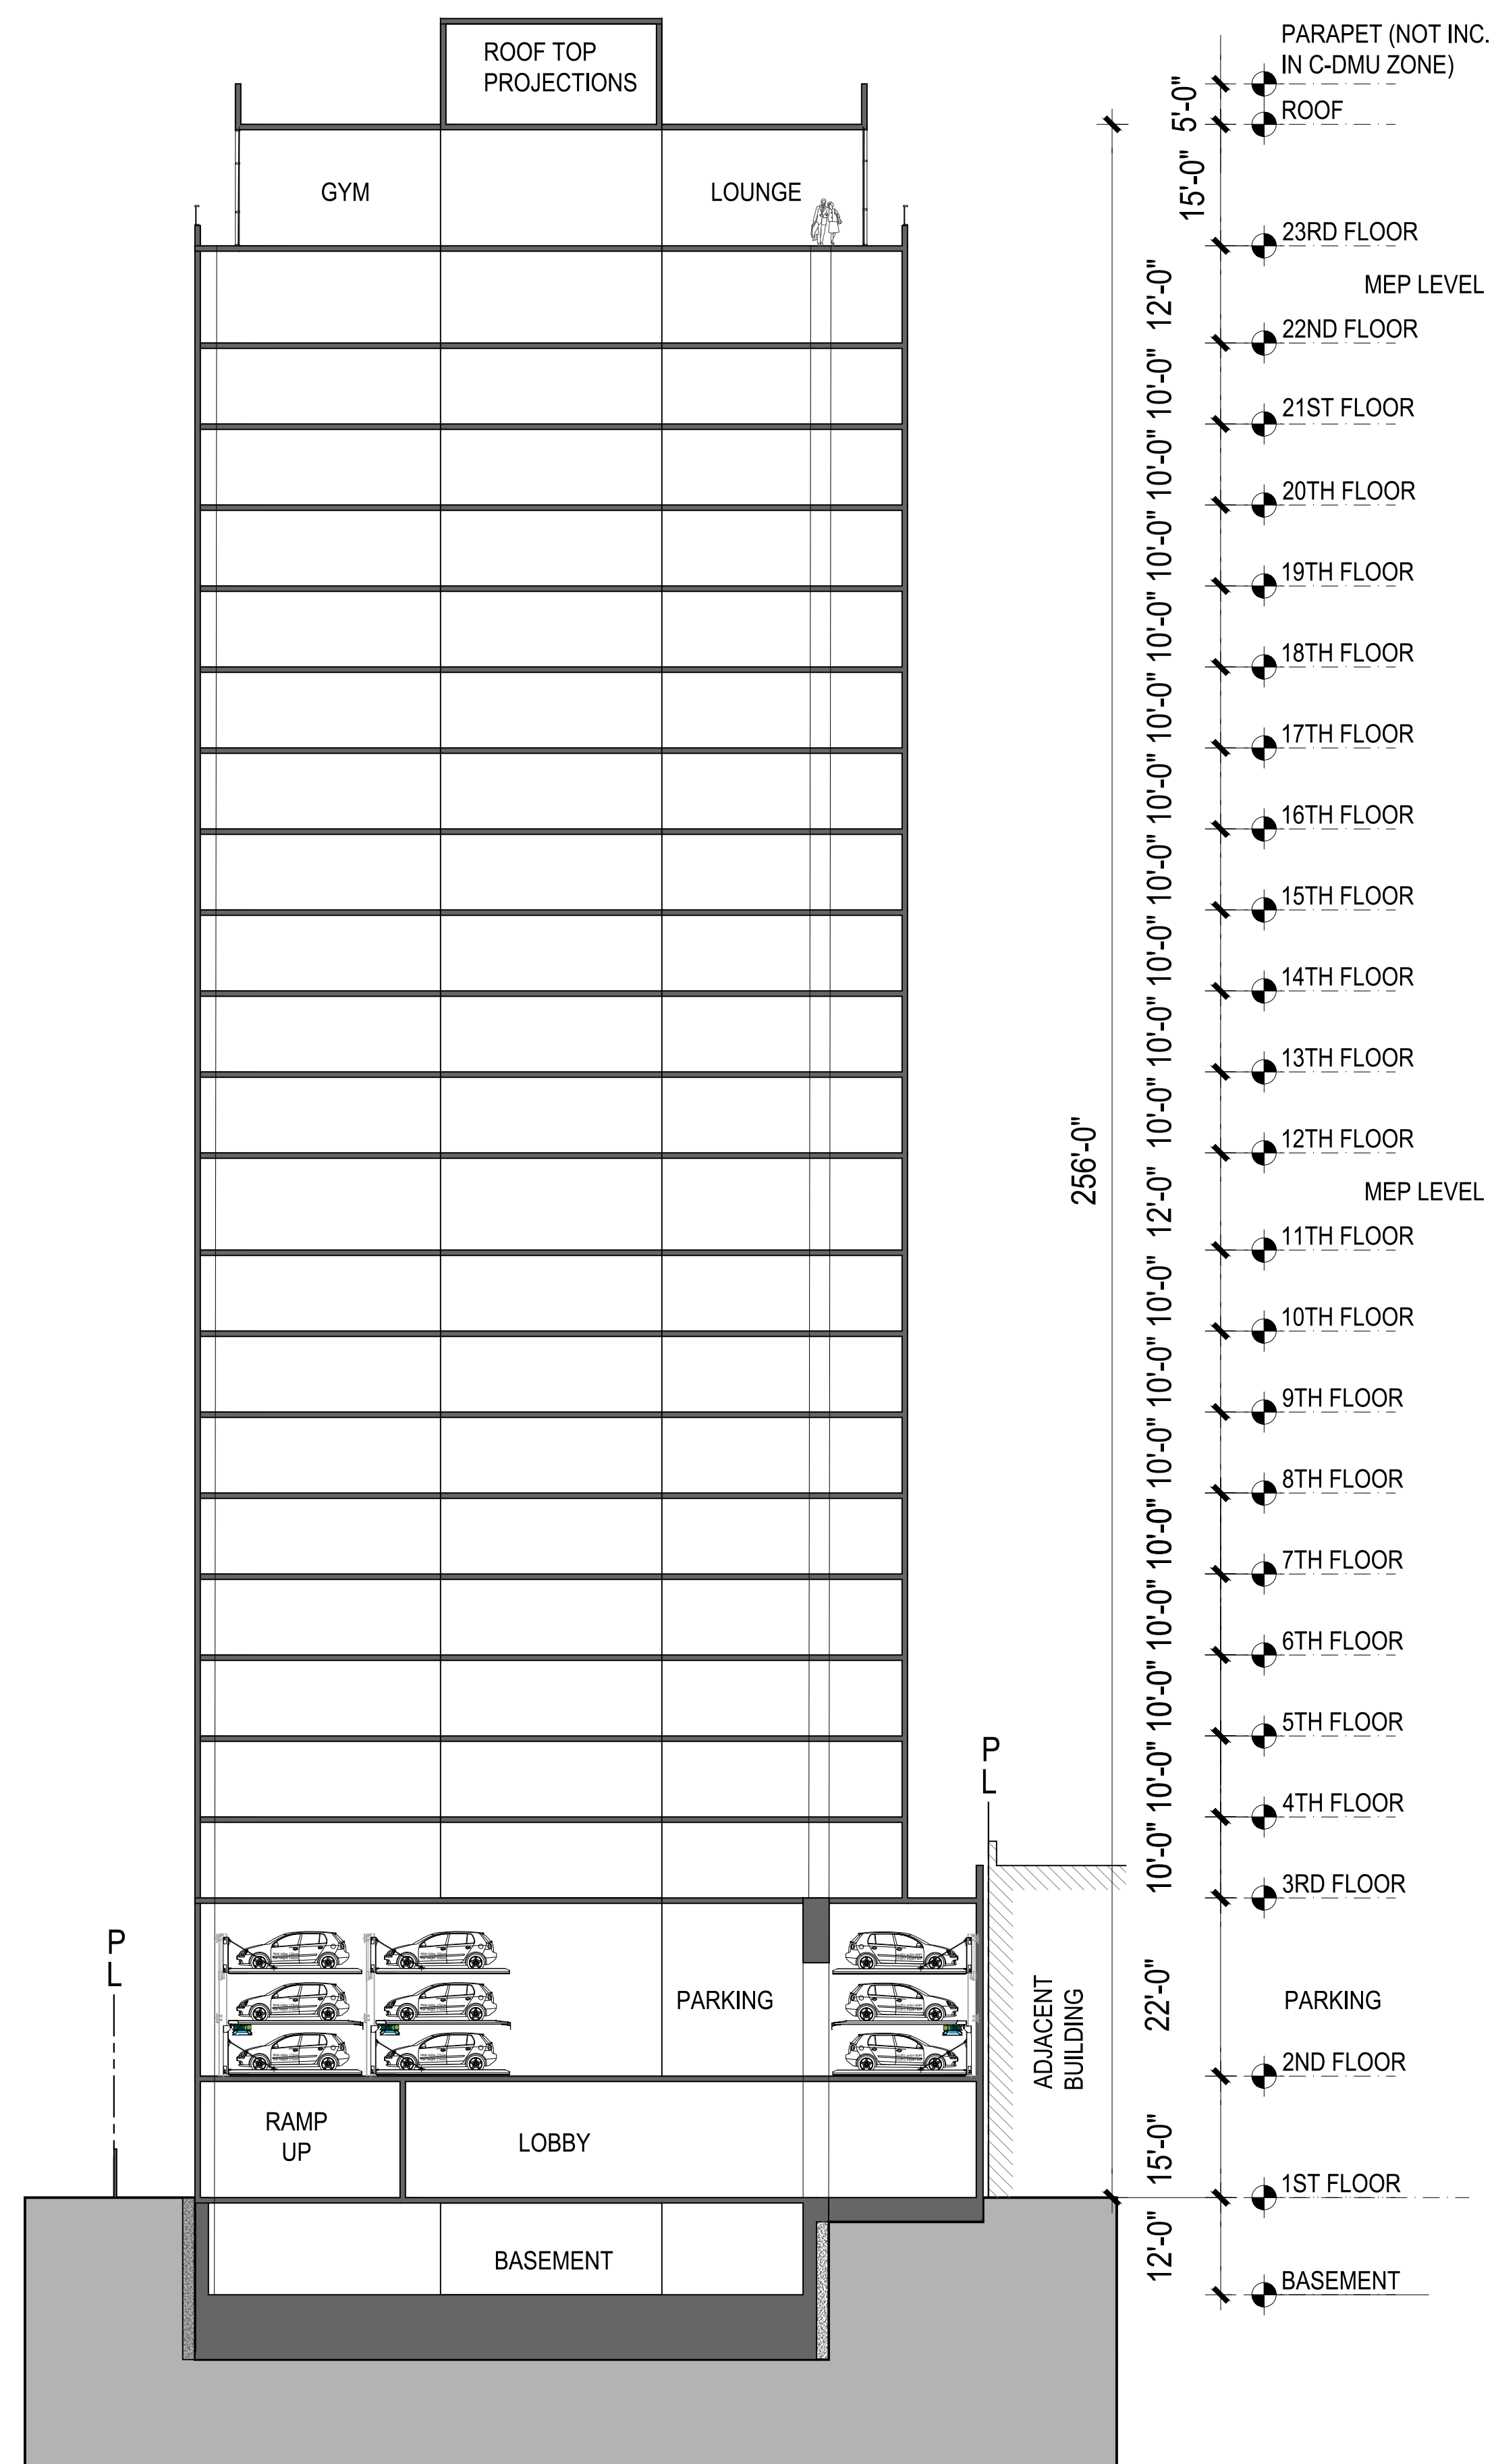 PARAPET (NOT INC.
IN C-DMU ZONE)
ROOF TOP
PROJECTIONS
5'-0"
ROOF
15'-0"
GYM
LOUNGE
23RD FLOOR
12'-0"
MEP LEVEL
22ND FLOOR
10'-0"
21ST FLOOR
10'-0"
20TH FLOOR
10'-0"
19TH FLOOR
10'-0"
18TH FLOOR
10'-0"
17TH FLOOR
10'-0"
16TH FLOOR
10'-0"
15TH FLOOR
10'-0"
14TH FLOOR
10'-0"
13TH FLOOR
10'-0"
12TH FLOOR
256'-0"
12'-0"
MEP LEVEL
11TH FLOOR
10'-0"
10TH FLOOR
10'-0"
9TH FLOOR
10'-0"
8TH FLOOR
10'-0"
7TH FLOOR
10'-0"
6TH FLOOR
10'-0"
5TH FLOOR
10'-0"
4TH FLOOR
10'-0"
3RD FLOOR
P
L
P
L
PARKING
ADJACENT
BUILDING
22'-0"
PARKING
2ND FLOOR
RAMP
UP
LOBBY
15'-0"
1ST FLOOR
12'-0"
BASEMENT
BASEMENT